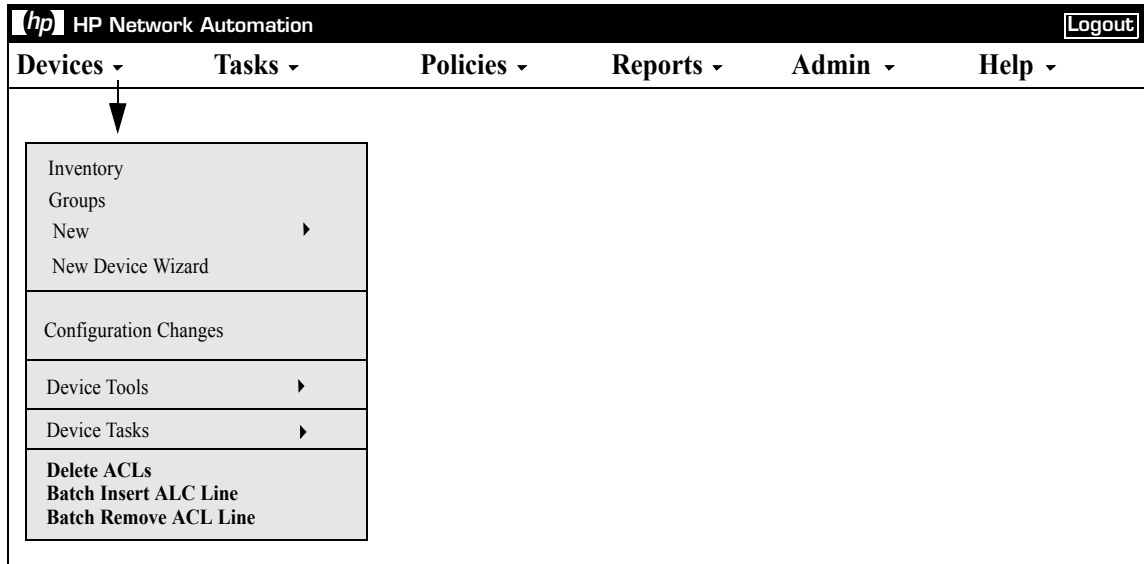 hp HP Network Automation Logout
Devices Tasks Policies Reports Admin Help
Inventory
Groups
New
New Device Wizard
Configuration Changes
Device Tools
Device Tasks
Delete ACLs
Batch Insert ALC Line
Batch Remove ACL Line